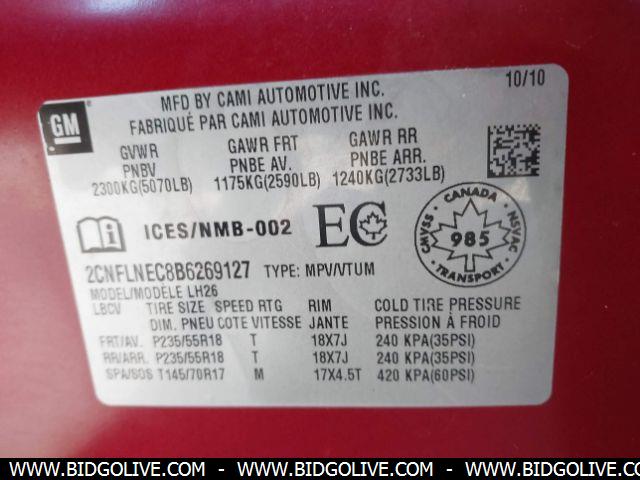 GM
MFD BY CAMI AUTOMOTIVE INC. 10/10
FABRIQUÉ PAR CAMI AUTOMOTIVE INC.
GVWR GAWR FRT GAWR RR
PNBV PNBE AV. PNBE ARR.
2300KG(5070LB) 1175KG(2590LB) 1240KG(2733LB)
i ICES/NMB-002 EC
CANADA
CMVSS 985 NSVAC
TRANSPORT
2CNFLNEC8B6269127 TYPE: MPV/VTUM
MODEL/MODÈLE LH26
LBCV TIRE SIZE SPEED RTG RIM COLD TIRE PRESSURE
DIM. PNEU COTE VITESSE JANTE PRESSION À FROID
FRT/AV. P235/55R18 T 18X7J 240 KPA(35PSI)
RR/ARR. P235/55R18 T 18X7J 240 KPA(35PSI)
SPA/SOS T145/70R17 M 17X4.5T 420 KPA(60PSI)
WWW.BIDGOLIVE.COM WWW.BIDGOLIVE.COM WWW.BIDGOLIVE.COM